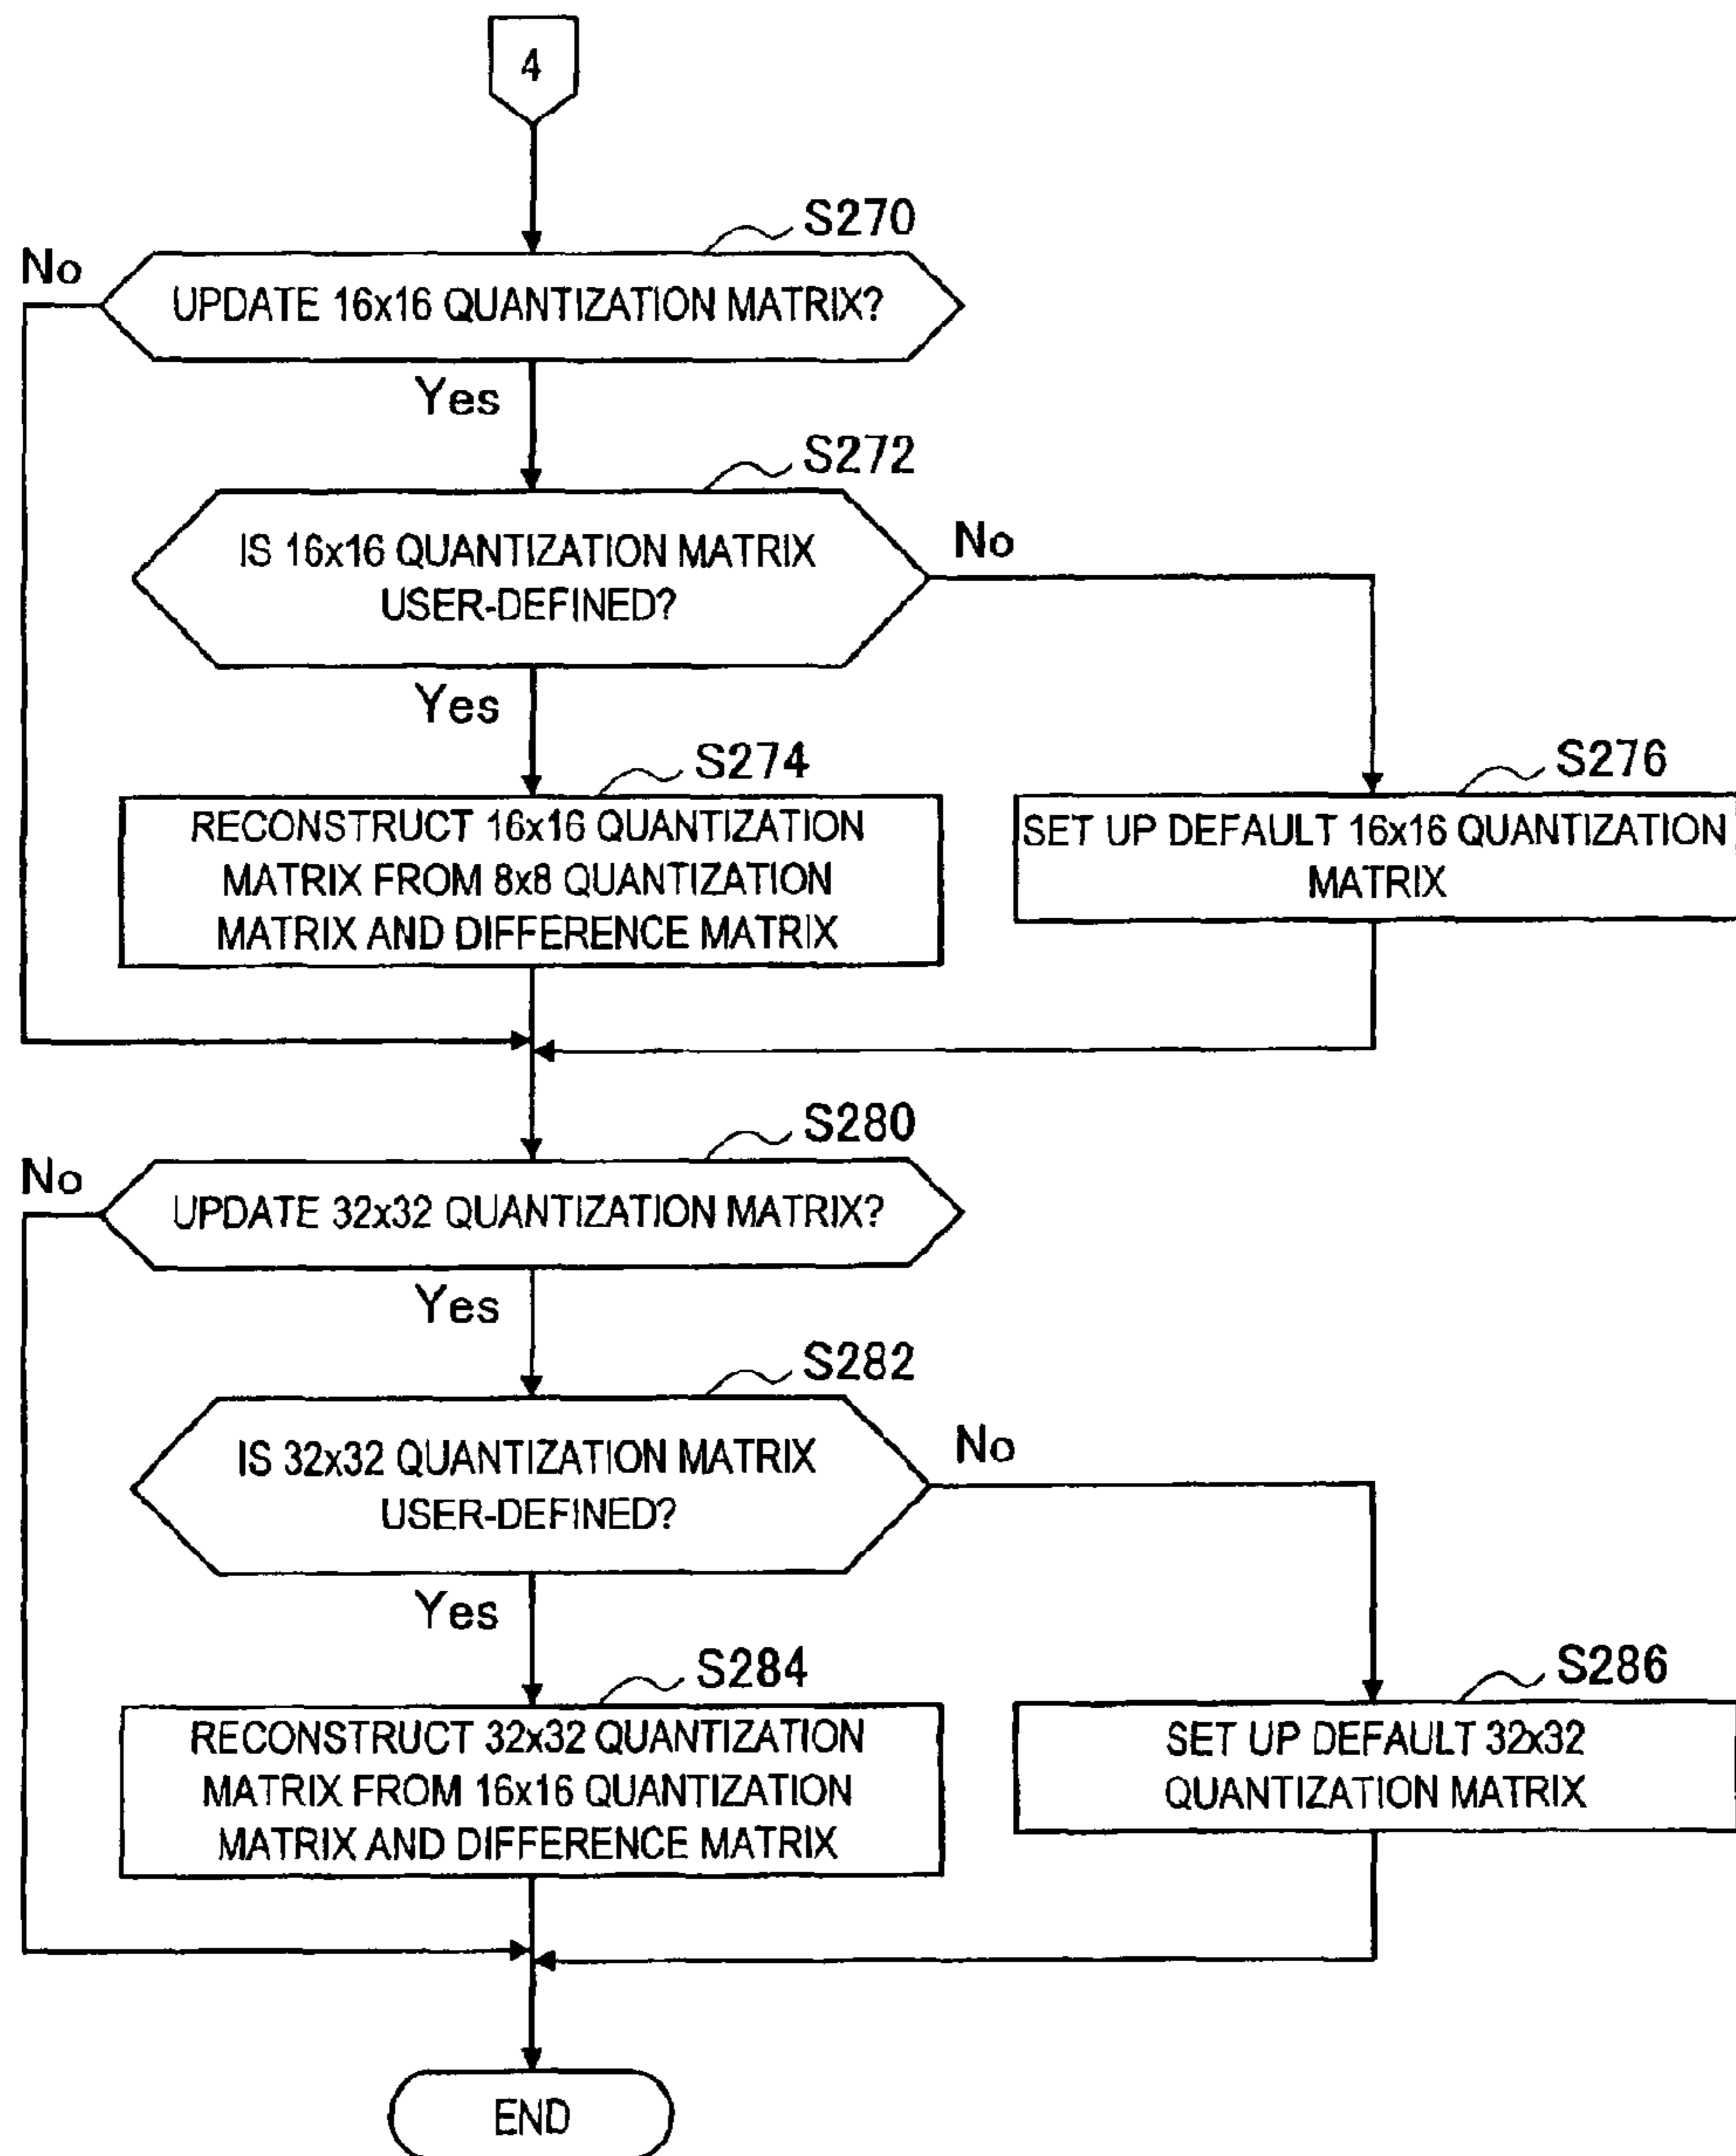 4
S270
No
UPDATE 16x16 QUANTIZATION MATRIX?
Yes
S272
IS 16x16 QUANTIZATION MATRIX
USER-DEFINED?
No
Yes
S274
RECONSTRUCT 16x16 QUANTIZATION
MATRIX FROM 8x8 QUANTIZATION
MATRIX AND DIFFERENCE MATRIX
S276
SET UP DEFAULT 16x16 QUANTIZATION
MATRIX
S280
No
UPDATE 32x32 QUANTIZATION MATRIX?
Yes
S282
IS 32x32 QUANTIZATION MATRIX
USER-DEFINED?
No
Yes
S284
RECONSTRUCT 32x32 QUANTIZATION
MATRIX FROM 16x16 QUANTIZATION
MATRIX AND DIFFERENCE MATRIX
S286
SET UP DEFAULT 32x32
QUANTIZATION MATRIX
END